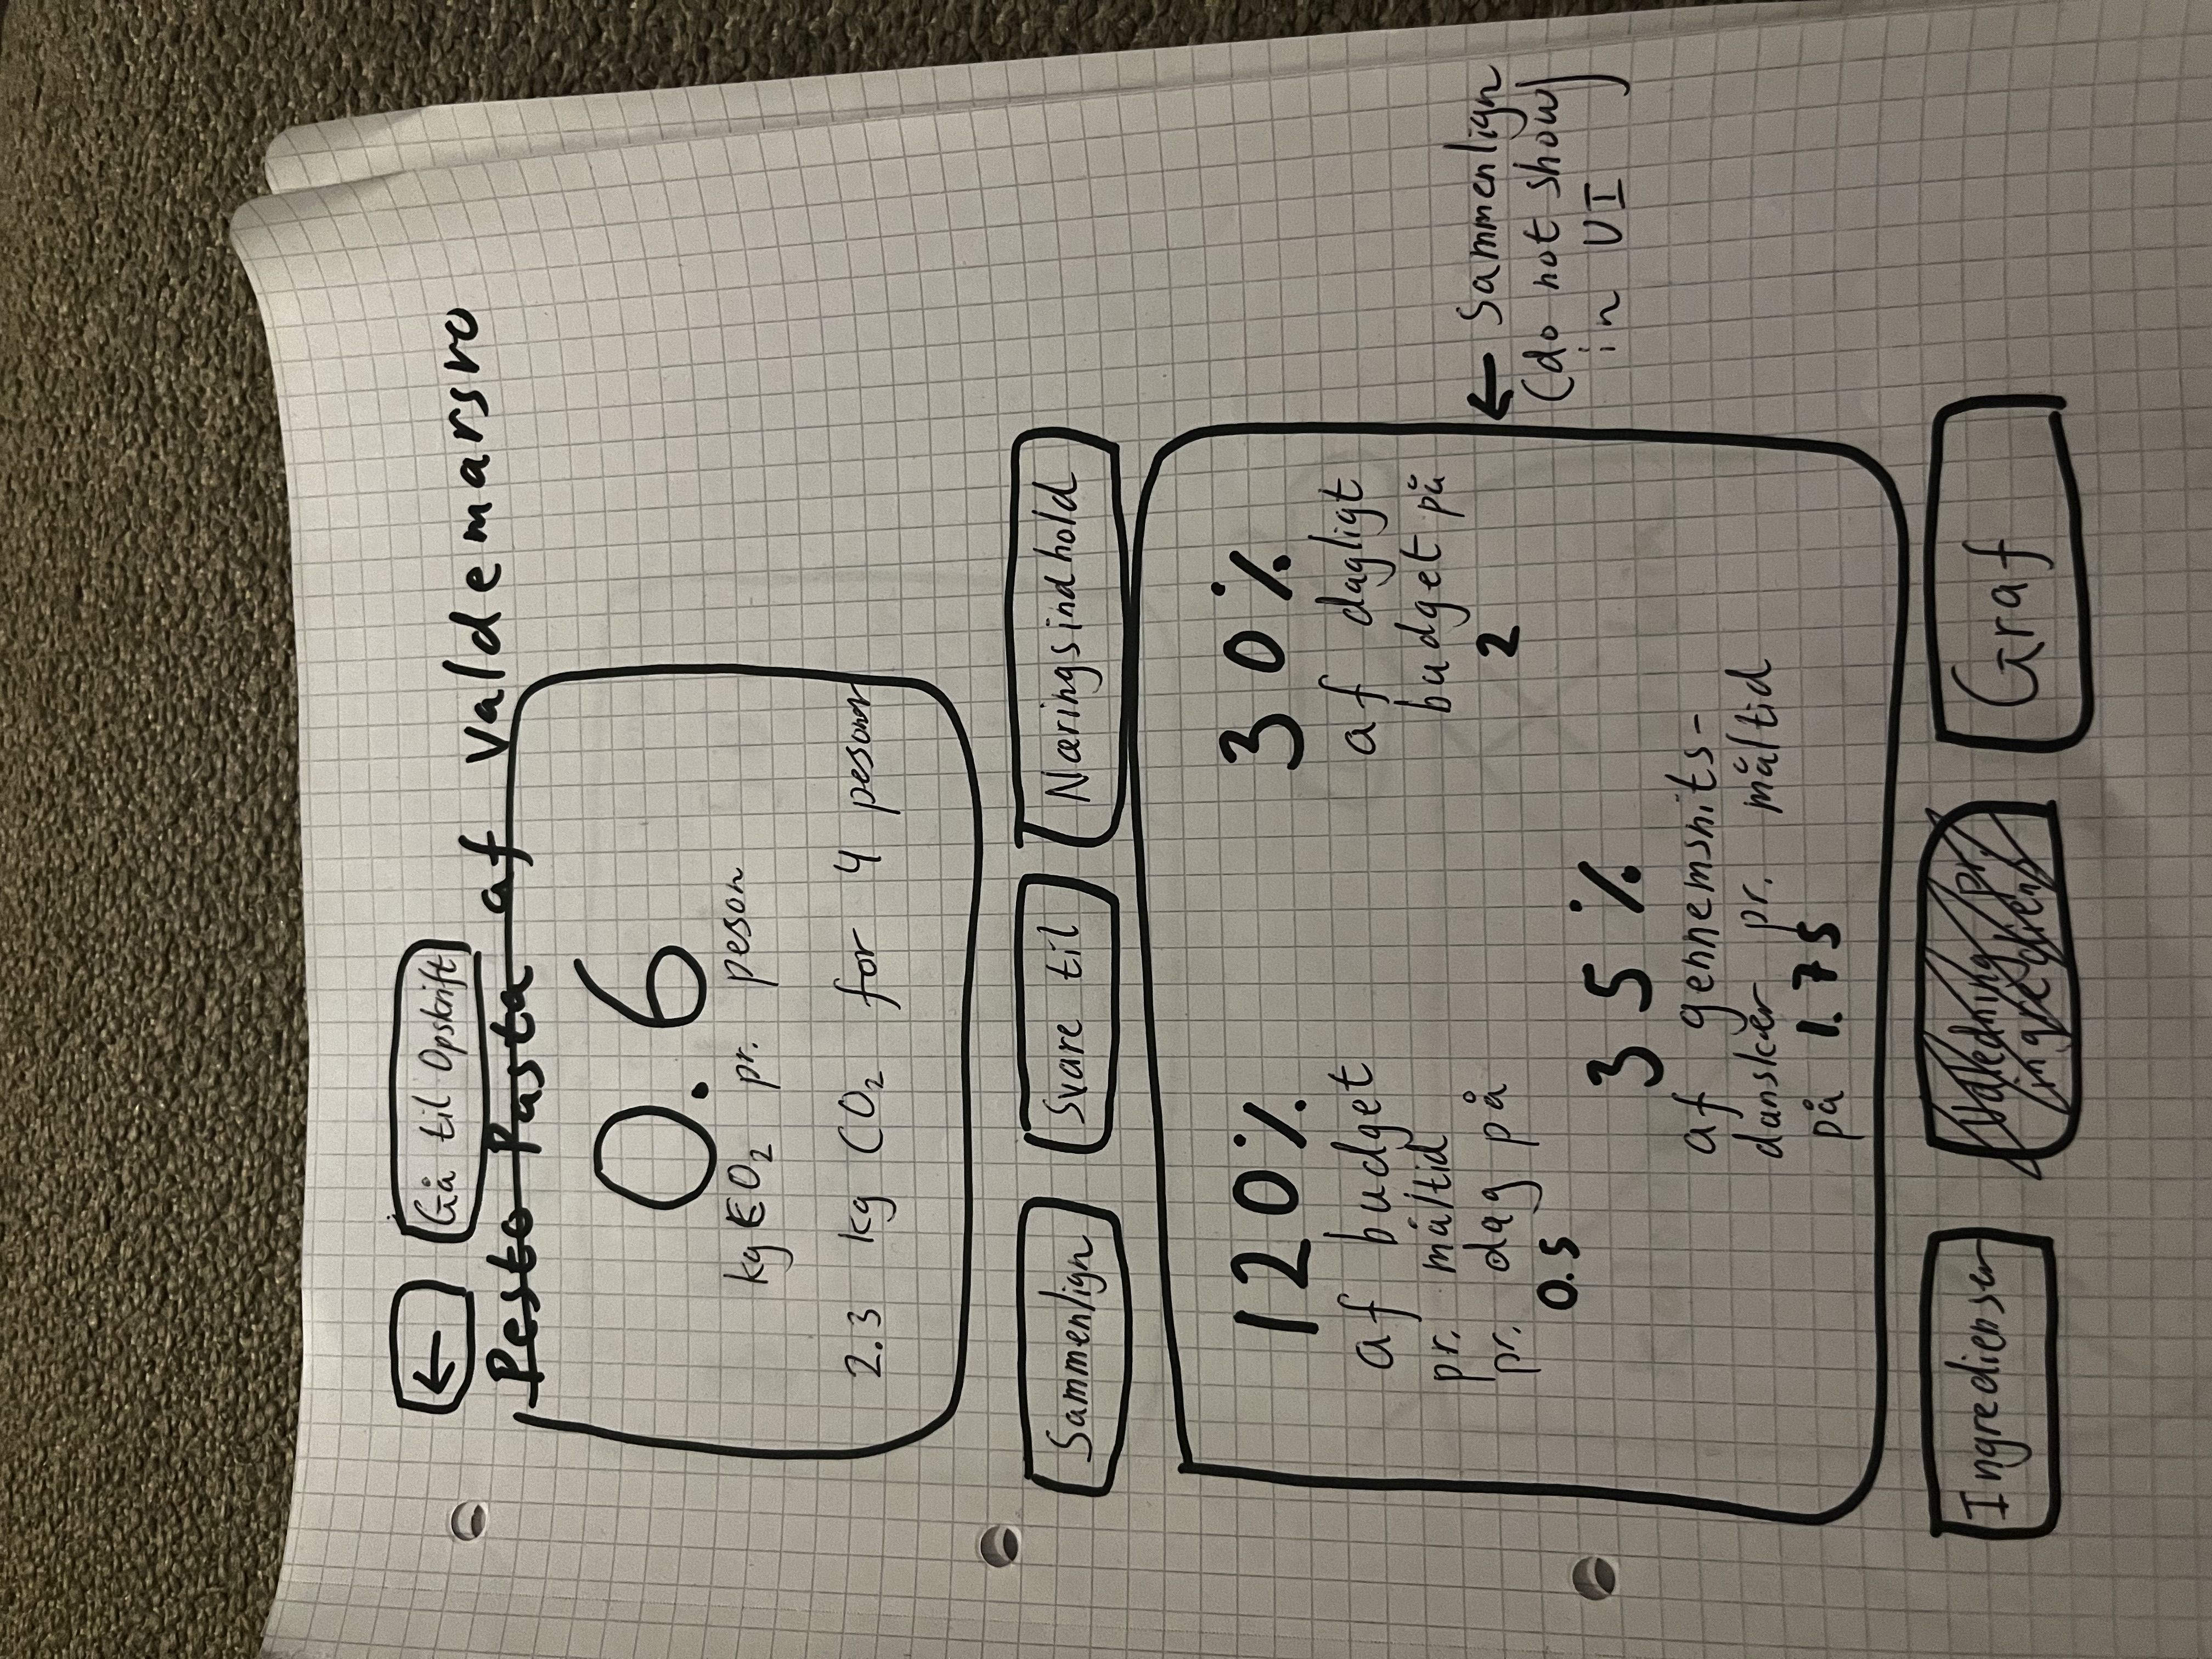 ←
Gå til Opskrift
Pesto Pasta af Valdemarsro
0.6
kg CO₂ pr. peson
2.3 kg CO₂ for 4 pesoner
Sammenlign
Svare til
Næringsindhold
120%
af budget
pr. måltid
pr. dag på
0.5
30%
af dagligt
budget på
2
← Sammenlign
(do not show)
in UI
35%
af gennemsnits-
dansker pr. måltid
på 1.75
Ingredienser
pr.
ingrediens
Graf